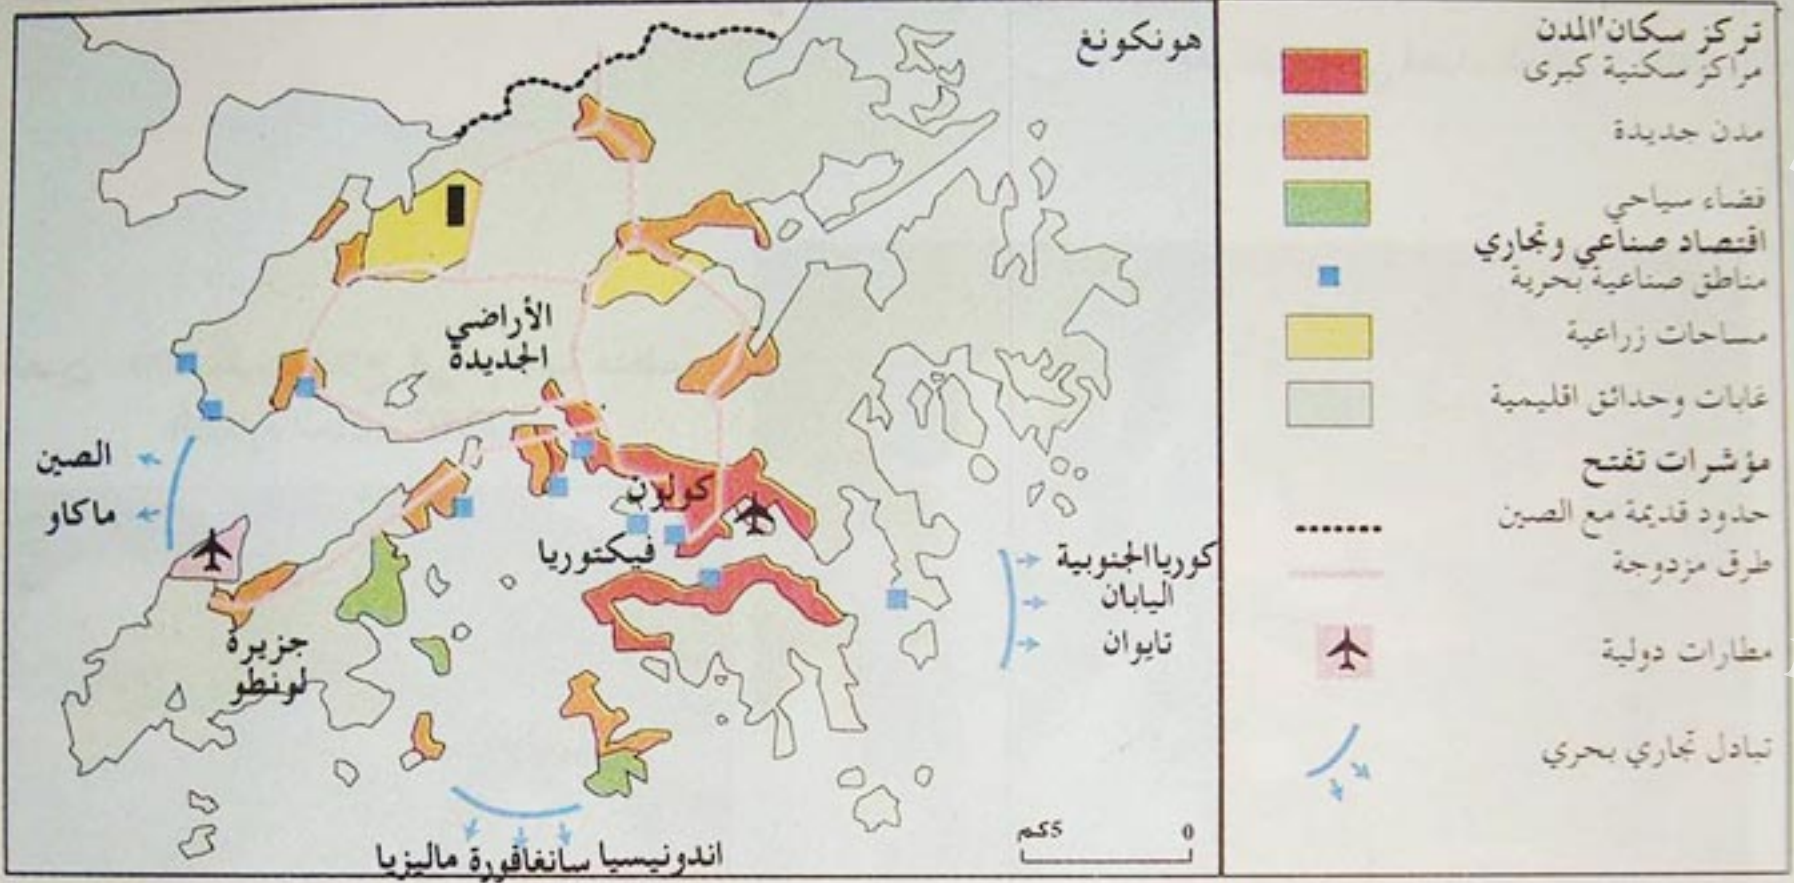 هونكونغ
الأراضي
الجديدة
الصين
ماكاو
كولون
فيكتوريا
كوريا الجنوبية
اليابان
تايوان
جزيرة
لونطو
اندونيسيا سانغافورة ماليزيا
5كم 0
تركز سكان المدن
مراكز سكنية كبرى
مدن جديدة
فضاء سياحي
اقتصاد صناعي وتجاري
مناطق صناعية بحرية
مساحات زراعية
غابات وحدائق اقليمية
مؤشرات تفتح
حدود قديمة مع الصين
طرق مزدوجة
مطارات دولية
تبادل تجاري بحري